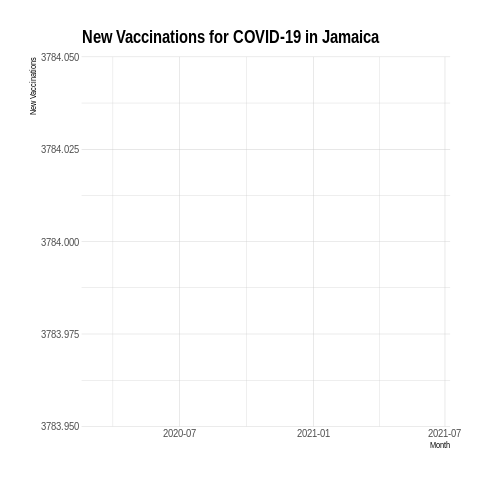 New Vaccinations for COVID-19 in Jamaica
New Vaccinations
3784.050
3784.025
3784.000
3783.975
3783.950
2020-07
2021-01
2021-07
Month